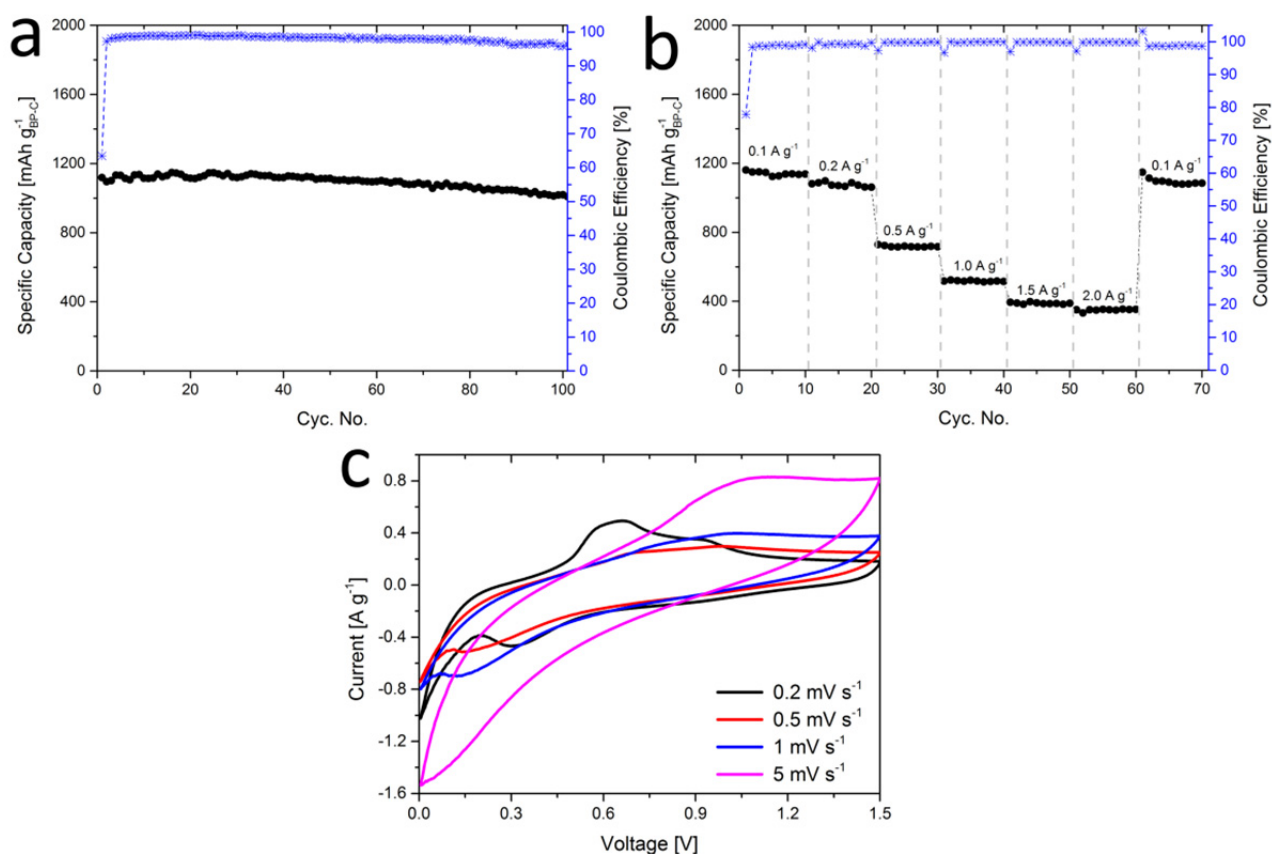 a
2000
1600
1200
800
400
0
Specific Capacity [mAh g⁻¹BP-C]
0
20
40
60
80
100
Cyc. No.
100
90
80
70
60
50
40
30
20
10
0
Coulombic Efficiency [%]
b
2000
1600
1200
800
400
0
Specific Capacity [mAh g⁻¹BP-C]
0.1 A g⁻¹
0.2 A g⁻¹
0.5 A g⁻¹
1.0 A g⁻¹
1.5 A g⁻¹
2.0 A g⁻¹
0.1 A g⁻¹
0
10
20
30
40
50
60
70
Cyc. No.
100
90
80
70
60
50
40
30
20
10
0
Coulombic Efficiency [%]
c
0.8
0.4
0.0
-0.4
-0.8
-1.2
-1.6
Current [A g⁻¹]
0.2 mV s⁻¹
0.5 mV s⁻¹
1 mV s⁻¹
5 mV s⁻¹
0.0
0.3
0.6
0.9
1.2
1.5
Voltage [V]